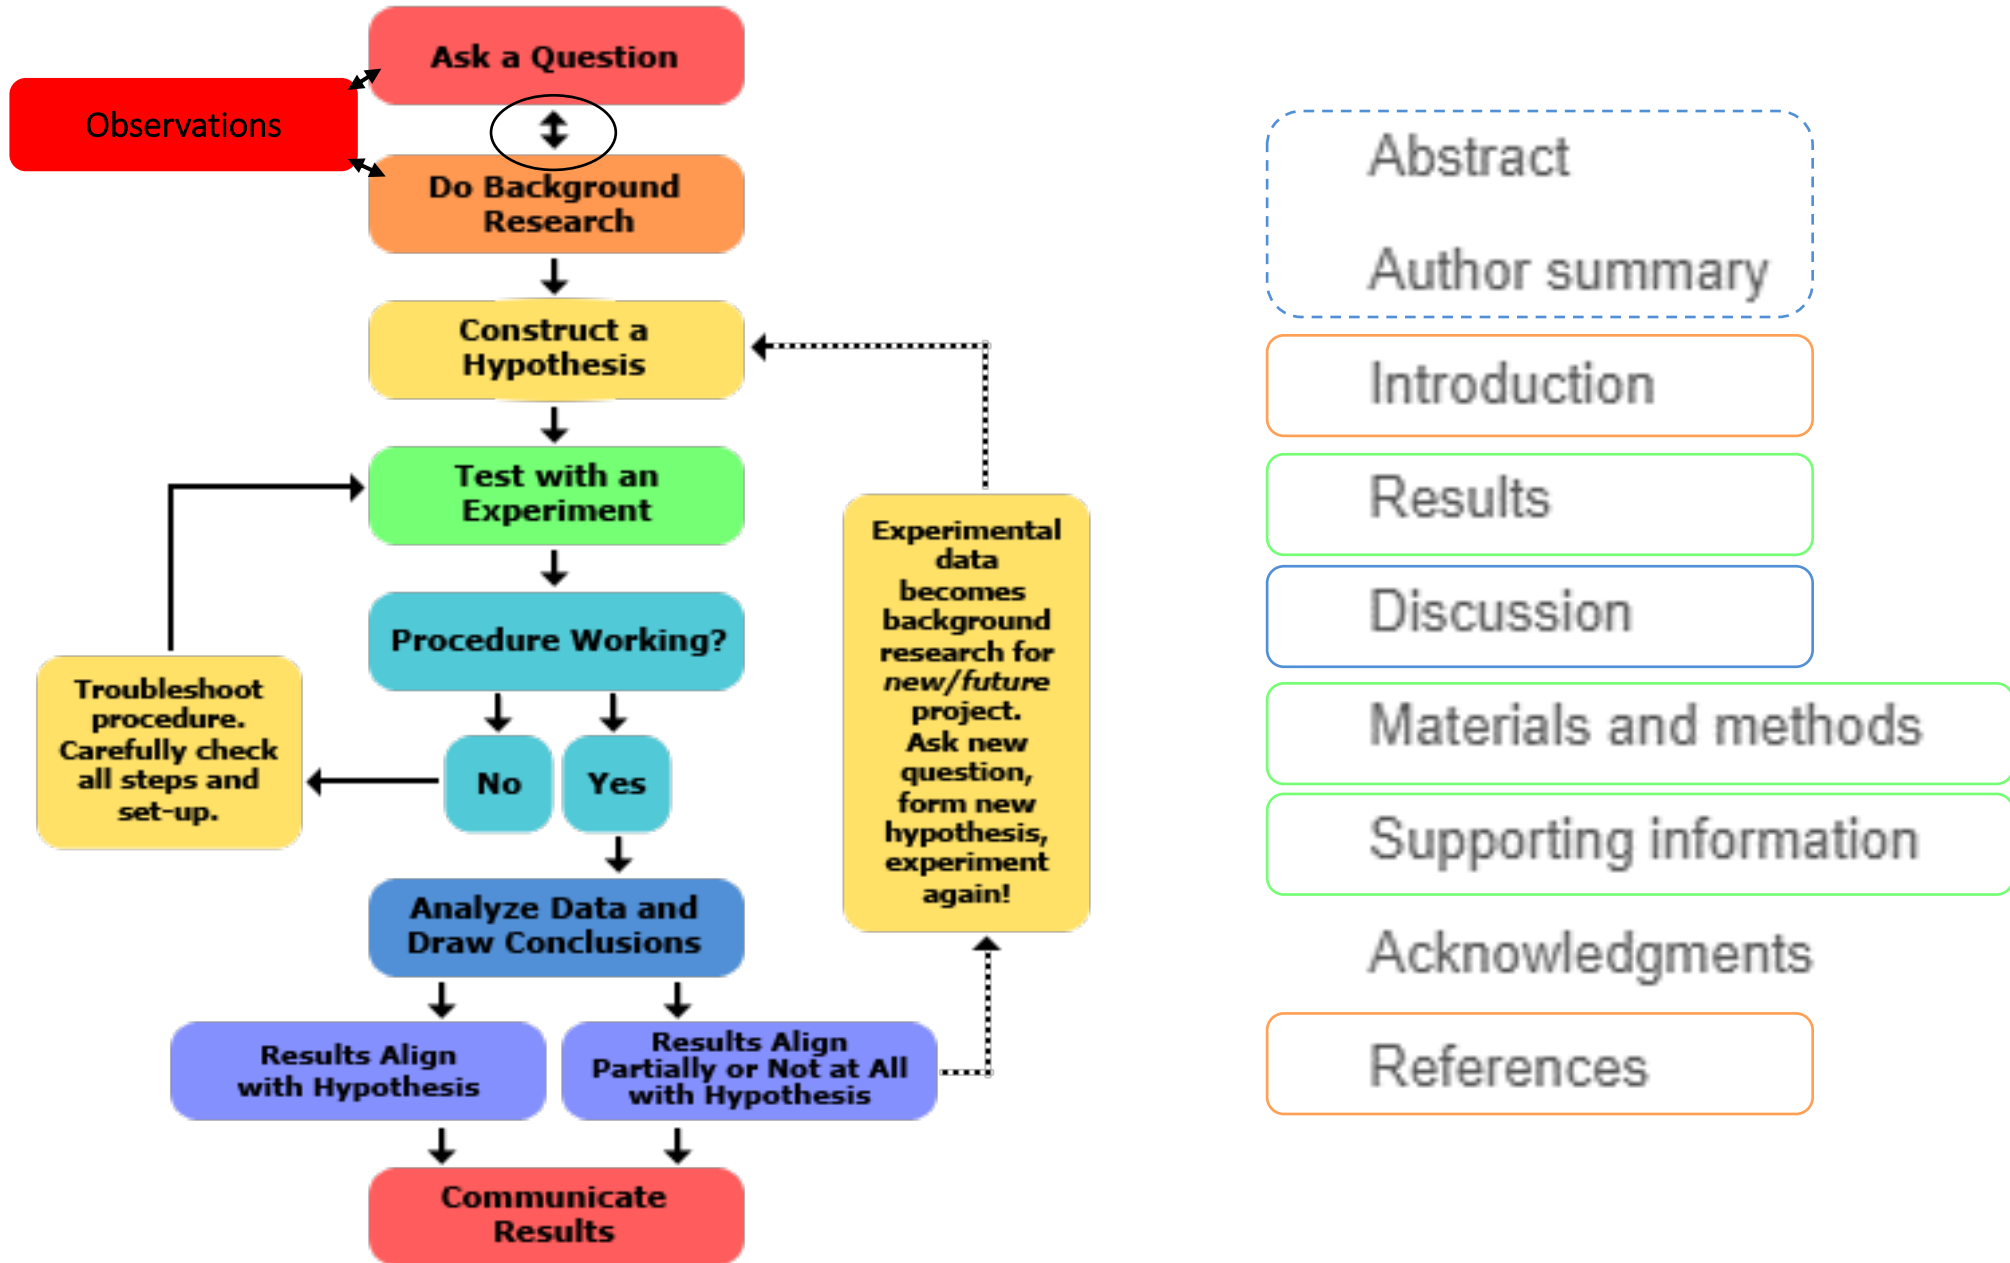 Ask a Question
Observations
Do Background
Research
Construct a
Hypothesis
Test with an
Experiment
Procedure Working?
No
Yes
Troubleshoot
procedure.
Carefully check
all steps and
set-up.
Experimental
data
becomes
background
research for
new/future
project.
Ask new
question,
form new
hypothesis,
experiment
again!
Analyze Data and
Draw Conclusions
Results Align
with Hypothesis
Results Align
Partially or Not at All
with Hypothesis
Communicate
Results
Abstract
Author summary
Introduction
Results
Discussion
Materials and methods
Supporting information
Acknowledgments
References